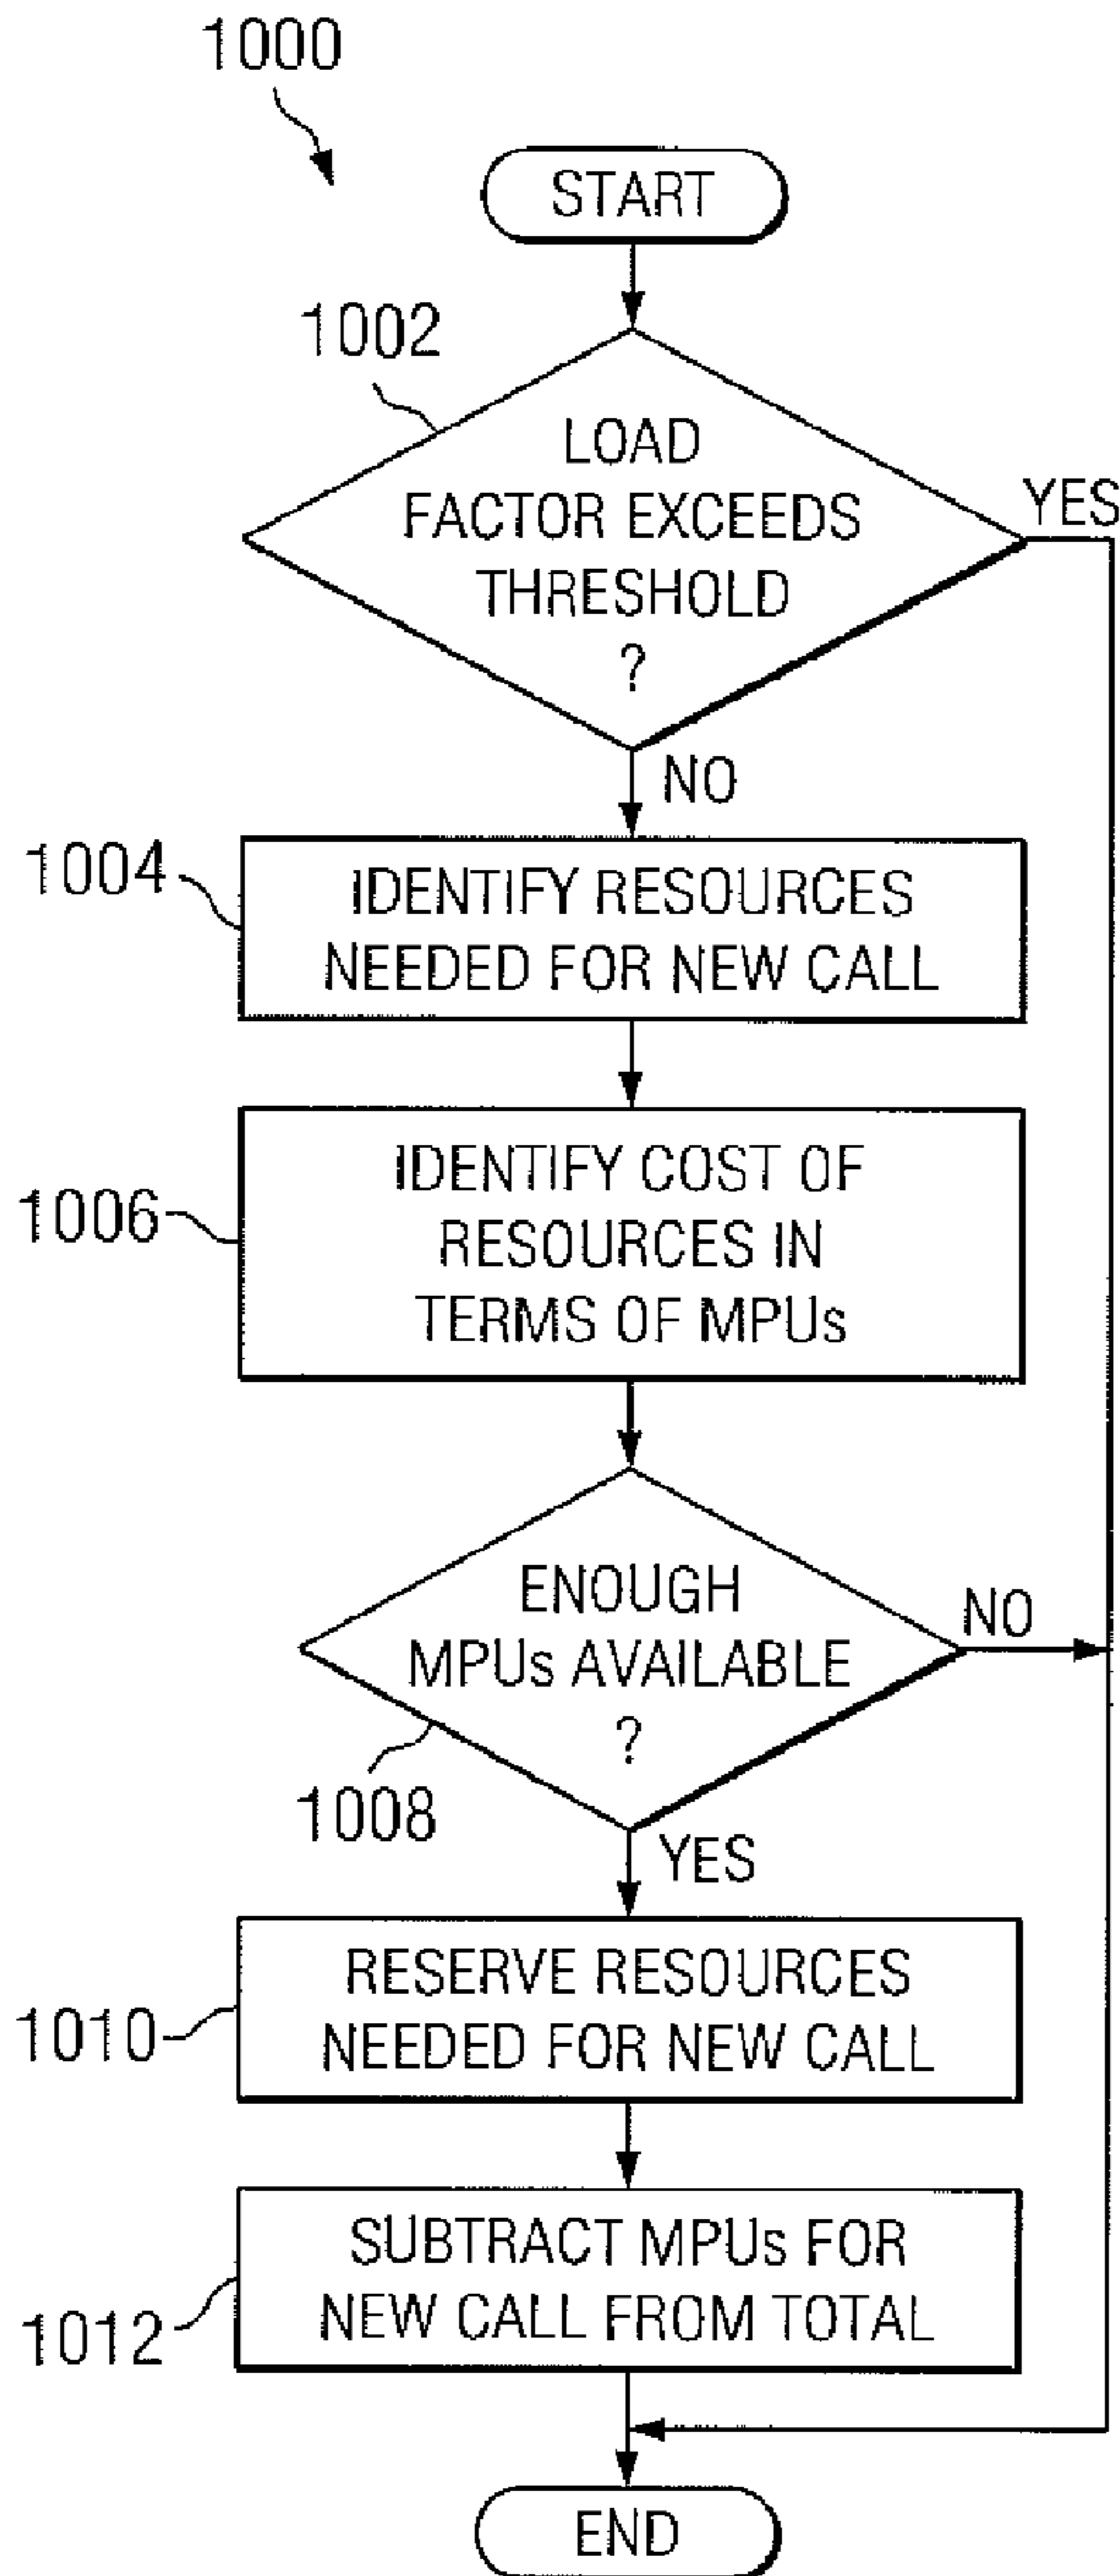 1000
START
1002
LOAD
FACTOR EXCEEDS
THRESHOLD
?
YES
NO
1004
IDENTIFY RESOURCES
NEEDED FOR NEW CALL
1006
IDENTIFY COST OF
RESOURCES IN
TERMS OF MPUs
ENOUGH
MPUs AVAILABLE
?
NO
1008
YES
1010
RESERVE RESOURCES
NEEDED FOR NEW CALL
1012
SUBTRACT MPUs FOR
NEW CALL FROM TOTAL
END